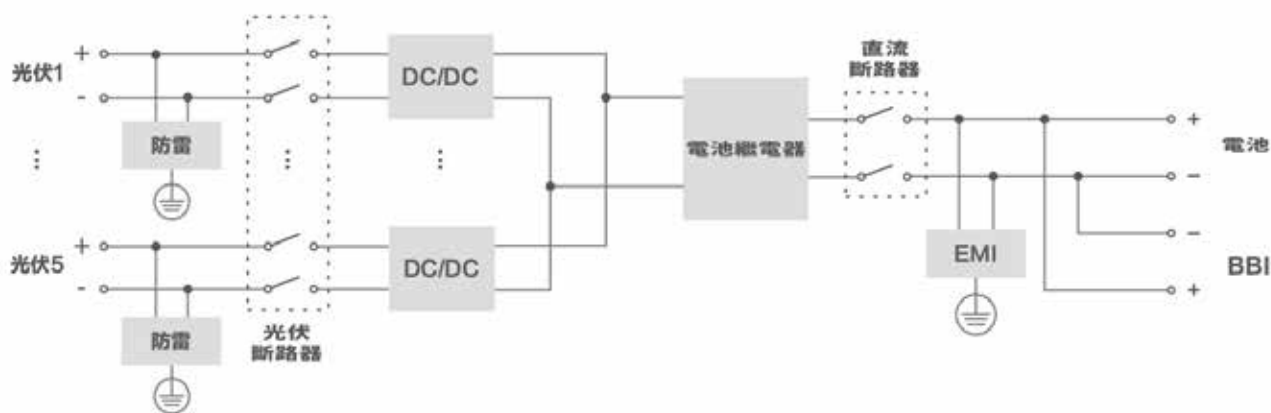 光伏1
+
-
防雷
DC/DC
電池繼電器
直流
斷路器
+
電池
−
−
BBI
+
EMI
光伏5
+
-
防雷
DC/DC
光伏
斷路器